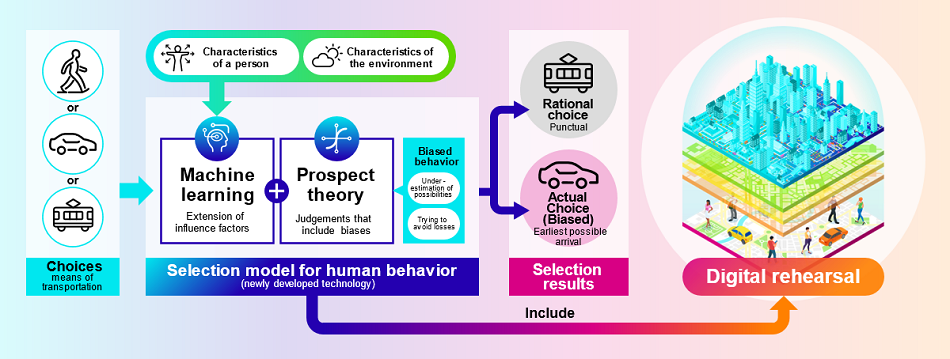 or
or
Choices
means of
transportation
Characteristics
of a person
Characteristics of
the environment
Machine
learning
Extension of
influence factors
Prospect
theory
Judgements that
include biases
Biased
behavior
Under-
estimation of
possibilities
Trying to
avoid losses
Selection model for human behavior
(newly developed technology)
Rational
choice
Punctual
Actual
Choice
(Biased)
Earliest possible
arrival
Selection
results
Include
Digital rehearsal